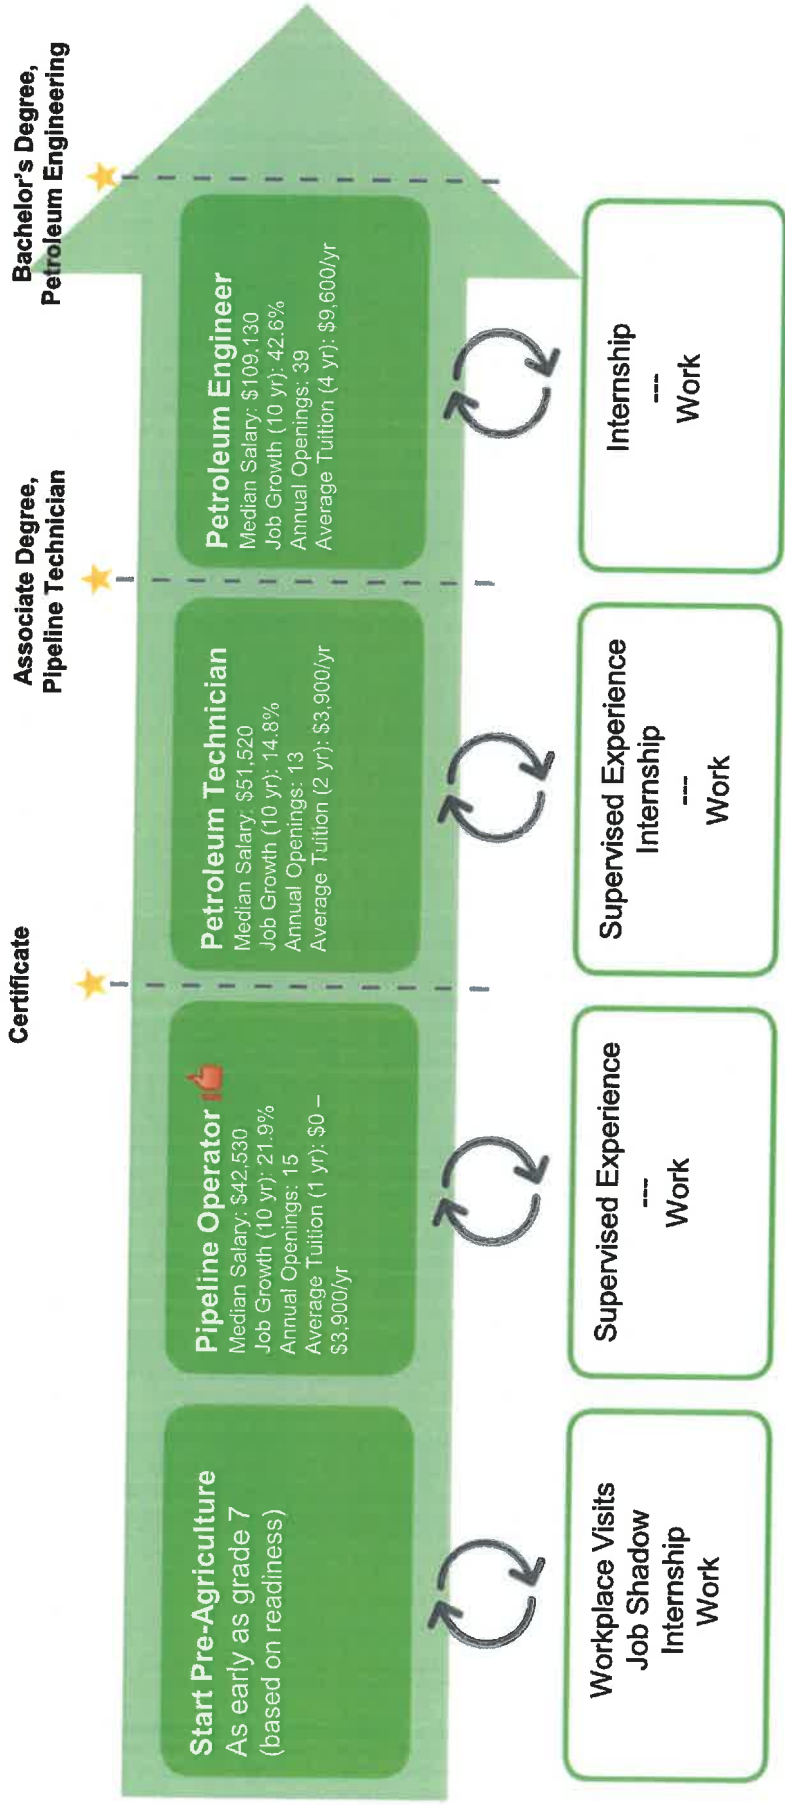 Certificate
Associate Degree,
Pipeline Technician
Bachelor's Degree,
Petroleum Engineering
Start Pre-Agriculture
As early as grade 7
(based on readiness)
Pipeline Operator
Median Salary: $42,530
Job Growth (10 yr): 21.9%
Annual Openings: 15
Average Tuition (1 yr): $0 –
$3,900/yr
Petroleum Technician
Median Salary: $51,520
Job Growth (10 yr): 14.8%
Annual Openings: 13
Average Tuition (2 yr): $3,900/yr
Petroleum Engineer
Median Salary: $109.130
Job Growth (10 yr): 42.6%
Annual Openings: 39
Average Tuition (4 yr): $9,600/yr
Workplace Visits
Job Shadow
Internship
Work
Supervised Experience
---
Work
Supervised Experience
Internship
---
Work
Internship
---
Work